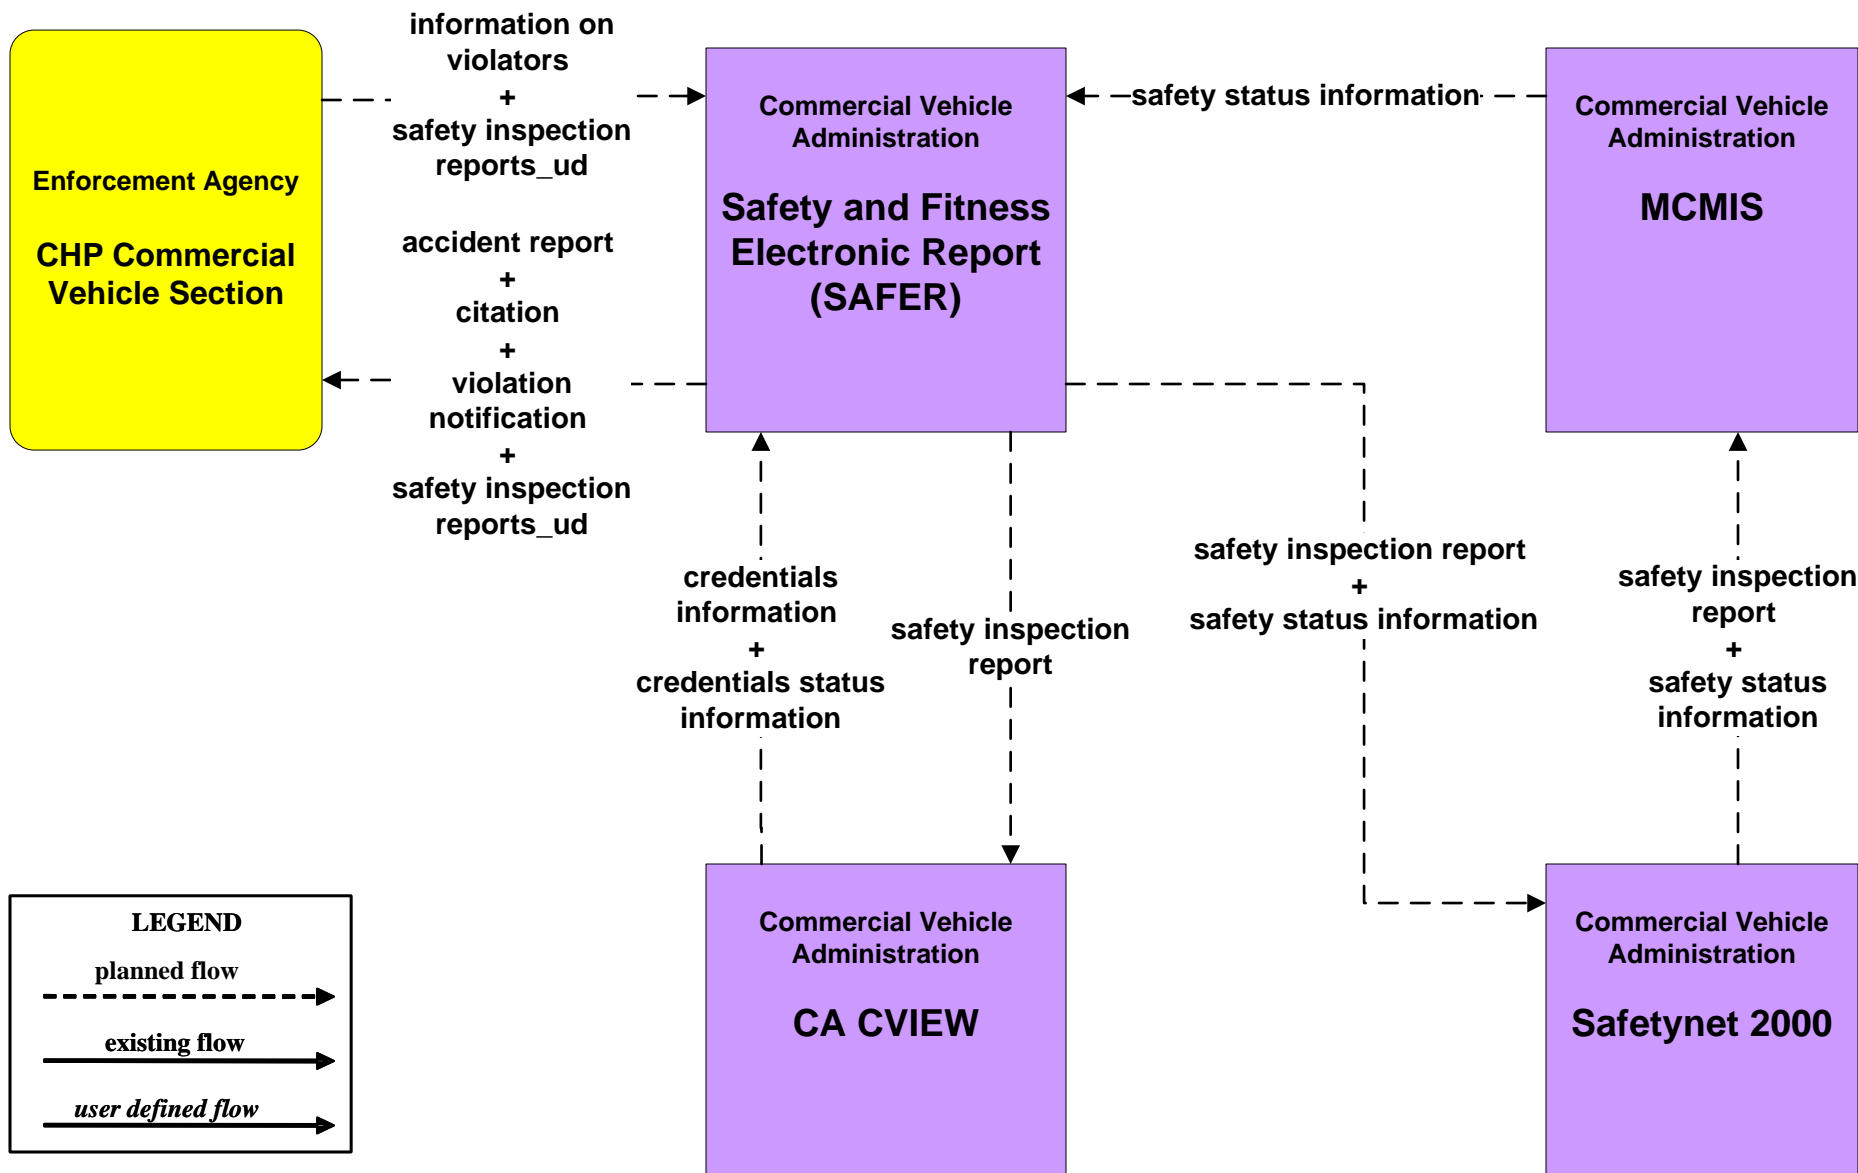 information on
violators
+
safety inspection
reports_ud
Enforcement Agency
CHP Commercial
Vehicle Section
accident report
+
citation
+
violation
notification
+
safety inspection
reports_ud
Commercial Vehicle
Administration
Safety and Fitness
Electronic Report
(SAFER)
safety status information
Commercial Vehicle
Administration
MCMIS
credentials
information
+
credentials status
information
safety inspection
report
safety inspection report
+
safety status information
safety inspection
report
+
safety status
information
LEGEND
planned flow
existing flow
user defined flow
Commercial Vehicle
Administration
CA CVIEW
Commercial Vehicle
Administration
Safetynet 2000